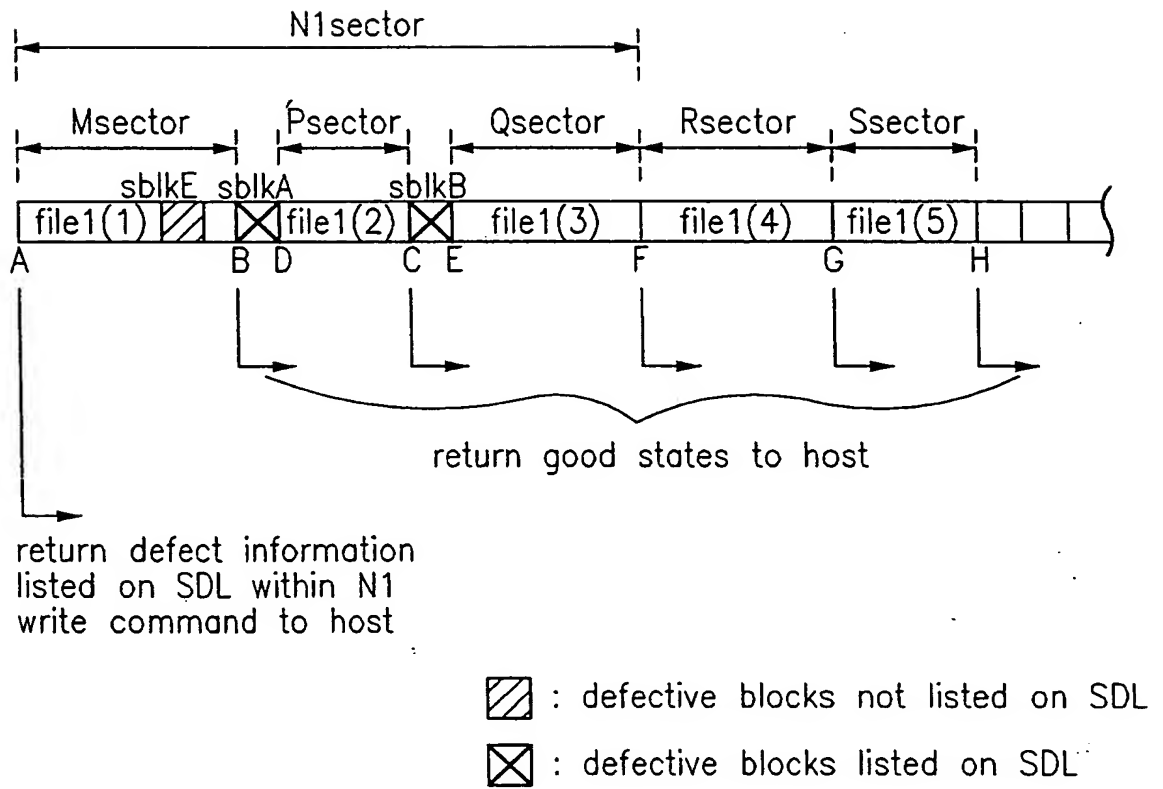 N1sector
Msector Psector Qsector Rsector Ssector
sblkE sblkA sblkB
file1(1) file1(2) file1(3) file1(4) file1(5)
A B D C E F G H
return good states to host
return defect information
listed on SDL within N1
write command to host
: defective blocks not listed on SDL
: defective blocks listed on SDL